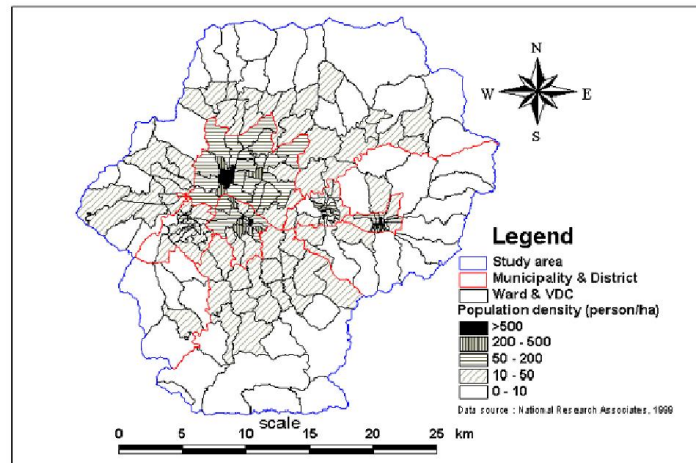 N
W E
S
Legend
Study area
Municipality & District
Ward & VDC
Population density (person/ha)
>500
200 - 500
50 - 200
10 - 50
0 - 10
Data source : National Research Associates, 1999
scale
0 5 10 15 20 25 km